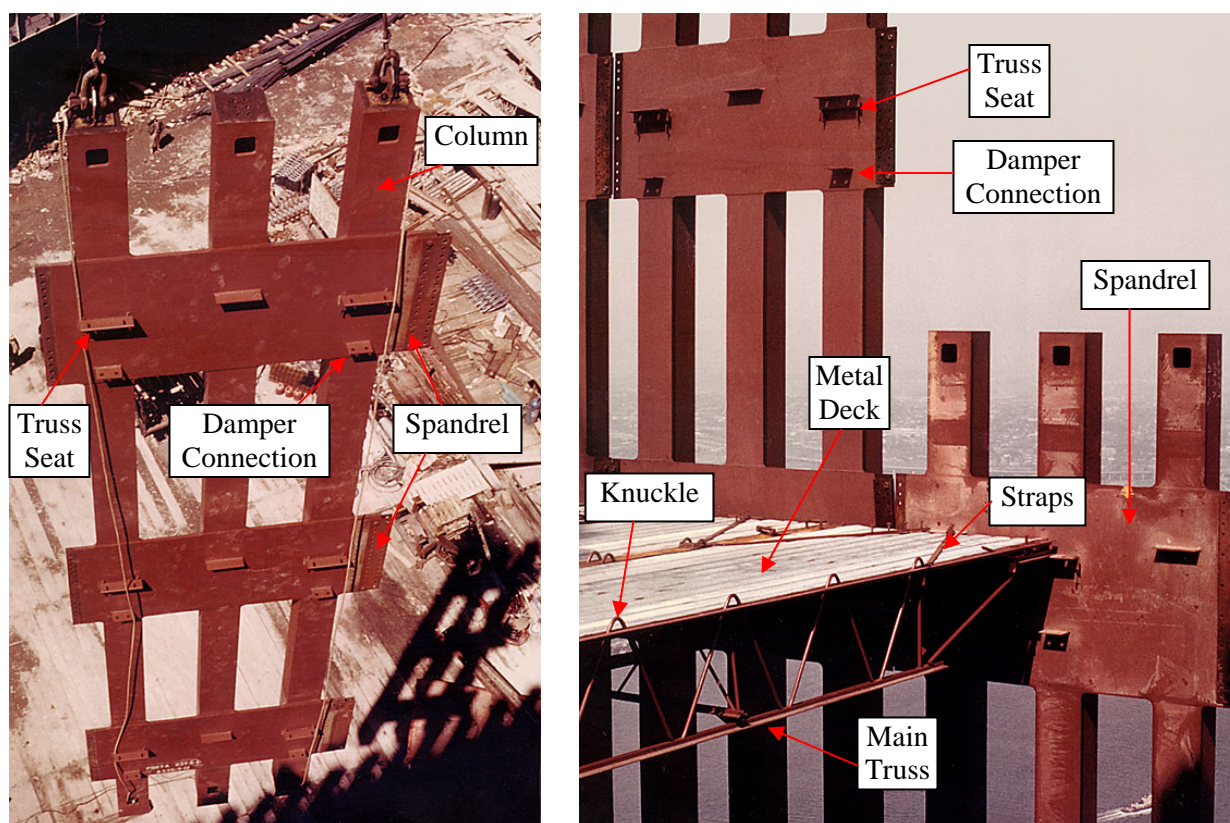 Column
Truss
Seat
Damper
Connection
Spandrel
Truss
Seat
Damper
Connection
Spandrel
Metal
Deck
Knuckle
Straps
Main
Truss